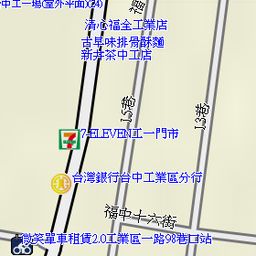 中工一場(室外平面)(24)
清心福全工業店
古早味排骨酥麵
新井茶中工店
15巷
13巷
7-ELEVEN工一門市
台灣銀行台中工業區分行
福中十六街
微笑單車租賃2.0工業區一路98巷口站